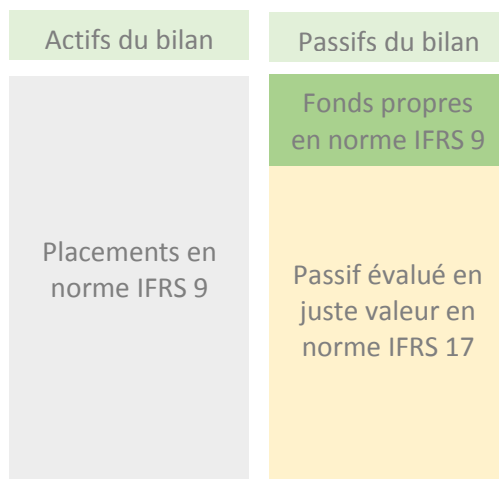 Actifs du bilan
Passifs du bilan
Fonds propres
en norme IFRS 9
Placements en
norme IFRS 9
Passif évalué en
juste valeur en
norme IFRS 17